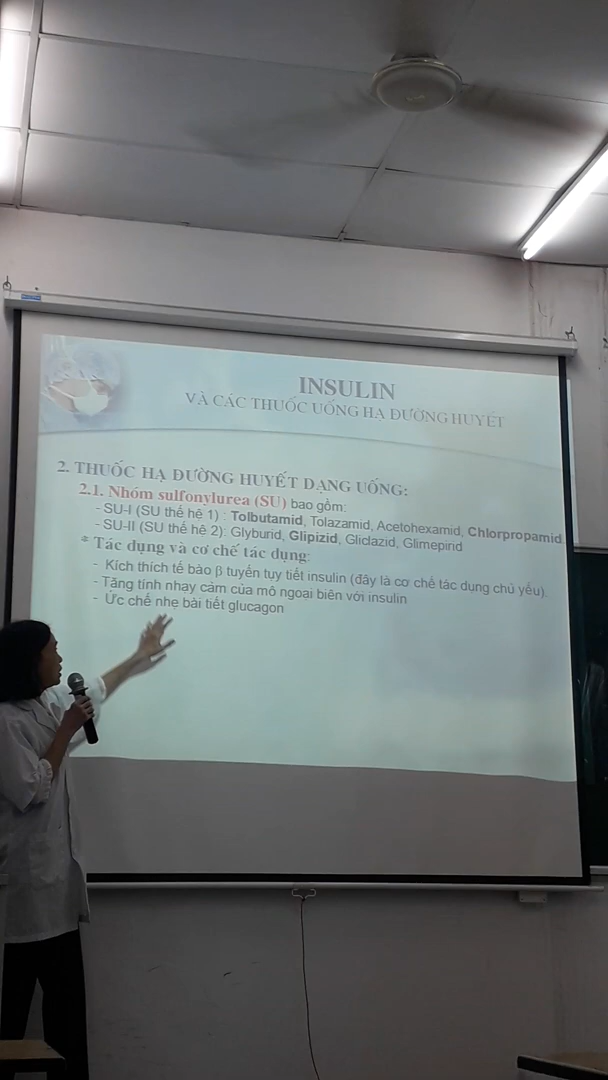 INSULIN
VÀ CÁC THUỐC UỐNG HẠ ĐƯỜNG HUYẾT
2. THUỐC HẠ ĐƯỜNG HUYẾT DẠNG UỐNG:
2.1. Nhóm sulfonylurea (SU) bao gồm:
- SU-I (SU thế hệ 1) : Tolbutamid, Tolazamid, Acetohexamid, Chlorpropamid.
- SU-II (SU thế hệ 2): Glyburid, Glipizid, Gliclazid, Glimepirid
* Tác dụng và cơ chế tác dụng:
- Kích thích tế bào β tuyến tụy tiết insulin (đây là cơ chế tác dụng chủ yếu).
- Tăng tính nhạy cảm của mô ngoại biên với insulin
- Ức chế nhẹ bài tiết glucagon